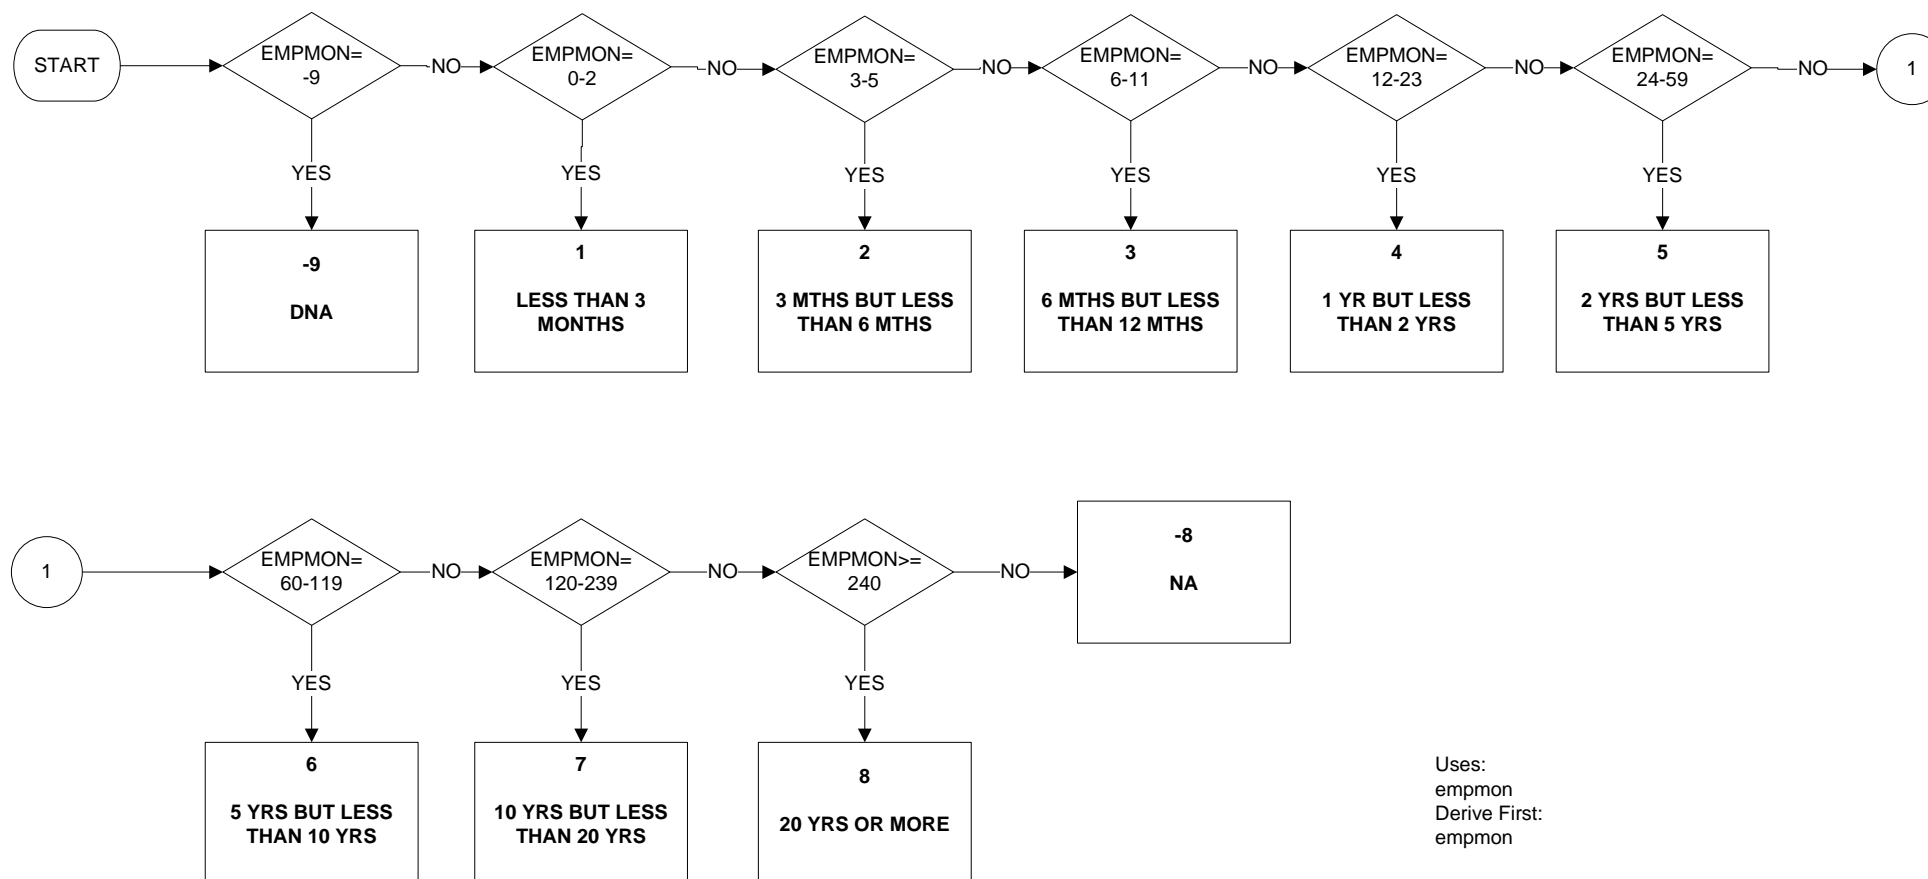 START
EMPMON=
-9
NO
EMPMON=
0-2
NO
EMPMON=
3-5
NO
EMPMON=
6-11
NO
EMPMON=
12-23
NO
EMPMON=
24-59
NO
1
YES
YES
YES
YES
YES
YES
-9
DNA
1
LESS THAN 3
MONTHS
2
3 MTHS BUT LESS
THAN 6 MTHS
3
6 MTHS BUT LESS
THAN 12 MTHS
4
1 YR BUT LESS
THAN 2 YRS
5
2 YRS BUT LESS
THAN 5 YRS
1
EMPMON=
60-119
NO
EMPMON=
120-239
NO
EMPMON>=
240
NO
-8
NA
YES
YES
YES
6
5 YRS BUT LESS
THAN 10 YRS
7
10 YRS BUT LESS
THAN 20 YRS
8
20 YRS OR MORE
Uses:
empmon
Derive First:
empmon